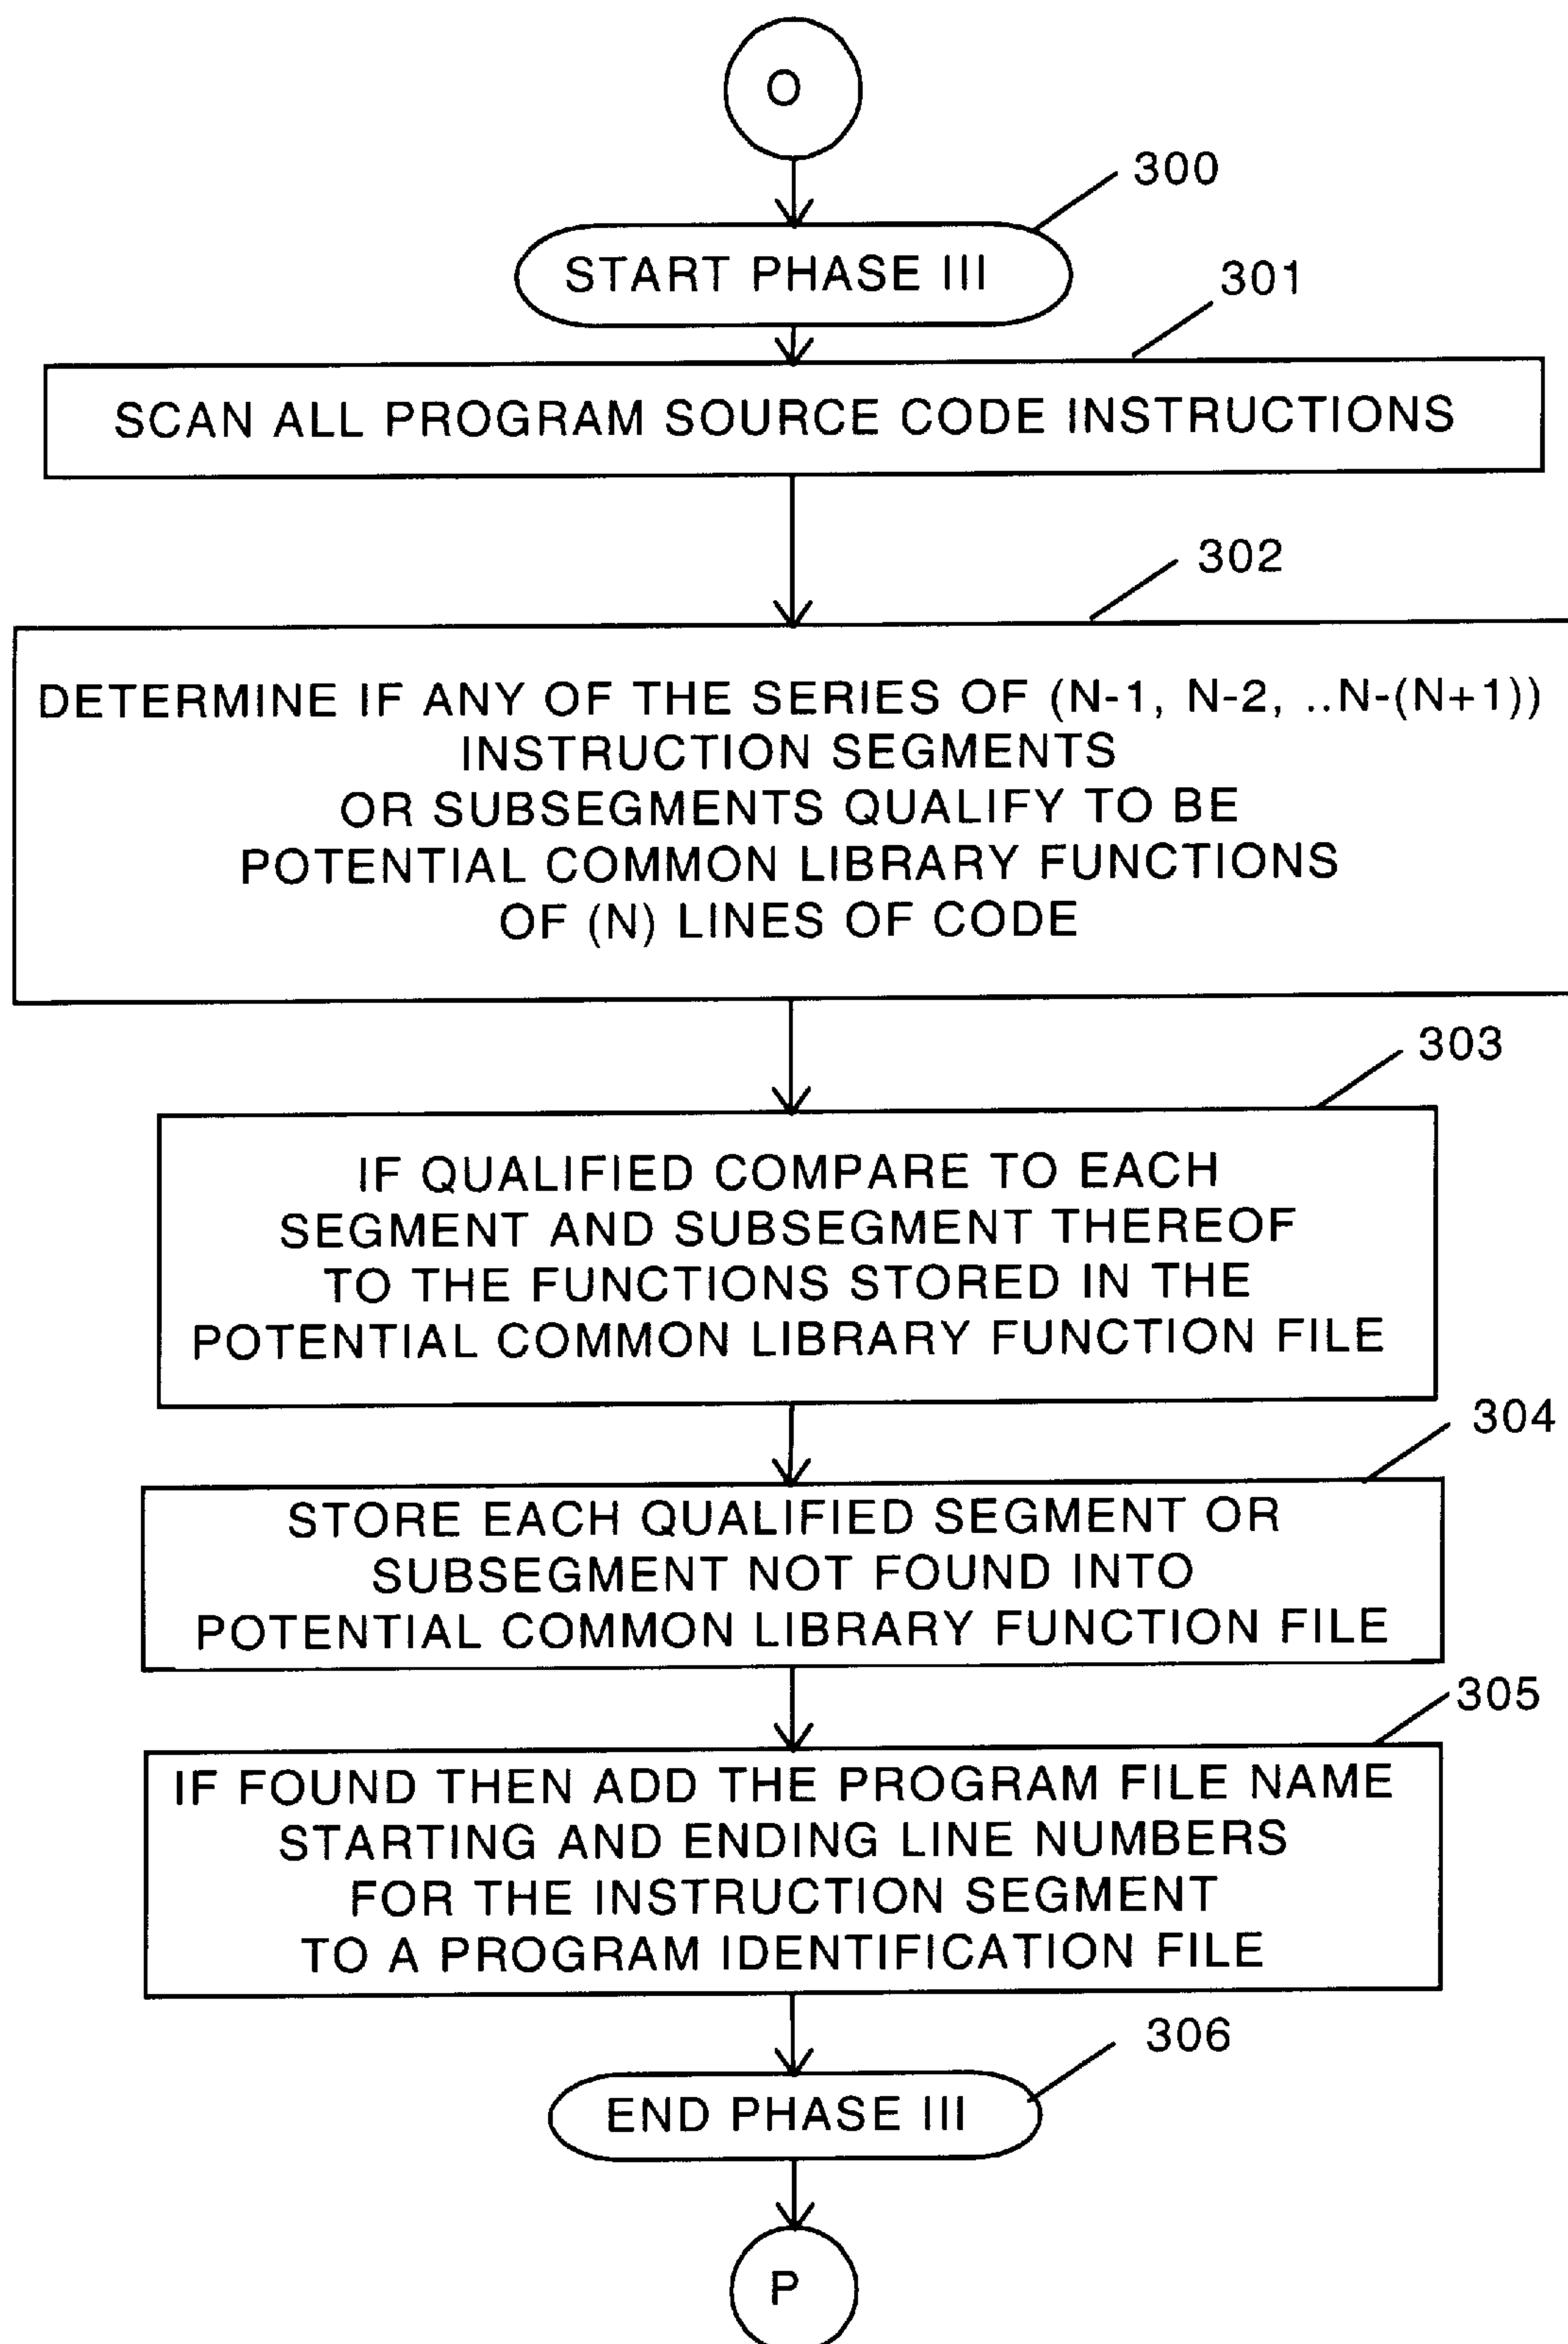 O
300
START PHASE III
301
SCAN ALL PROGRAM SOURCE CODE INSTRUCTIONS
302
DETERMINE IF ANY OF THE SERIES OF (N-1, N-2, ..N-(N+1))
INSTRUCTION SEGMENTS
OR SUBSEGMENTS QUALIFY TO BE
POTENTIAL COMMON LIBRARY FUNCTIONS
OF (N) LINES OF CODE
303
IF QUALIFIED COMPARE TO EACH
SEGMENT AND SUBSEGMENT THEREOF
TO THE FUNCTIONS STORED IN THE
POTENTIAL COMMON LIBRARY FUNCTION FILE
304
STORE EACH QUALIFIED SEGMENT OR
SUBSEGMENT NOT FOUND INTO
POTENTIAL COMMON LIBRARY FUNCTION FILE
305
IF FOUND THEN ADD THE PROGRAM FILE NAME
STARTING AND ENDING LINE NUMBERS
FOR THE INSTRUCTION SEGMENT
TO A PROGRAM IDENTIFICATION FILE
306
END PHASE III
P